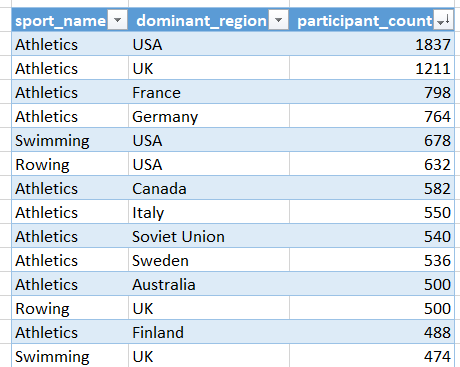 sport_name dominant_region participant_count
Athletics USA 1837
Athletics UK 1211
Athletics France 798
Athletics Germany 764
Swimming USA 678
Rowing USA 632
Athletics Canada 582
Athletics Italy 550
Athletics Soviet Union 540
Athletics Sweden 536
Athletics Australia 500
Rowing UK 500
Athletics Finland 488
Swimming UK 474